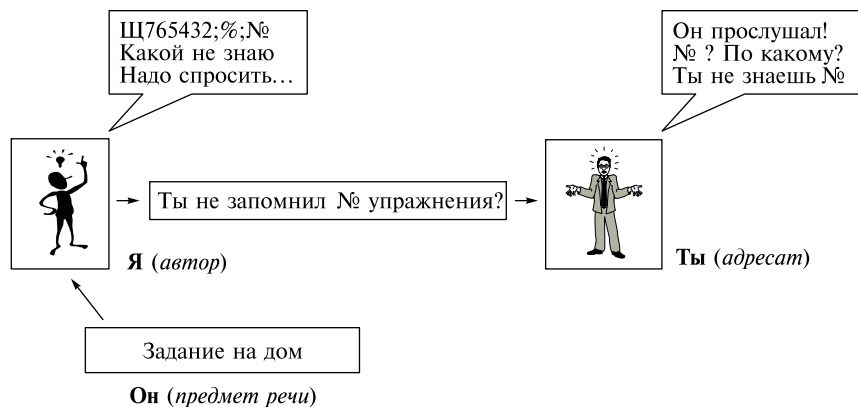 Щ765432;%;№
Какой не знаю
Надо спросить...
Он прослушал!
№ ? По какому?
Ты не знаешь №
Ты не запомнил № упражнения?
Я (автор)
Ты (адресат)
Задание на дом
Он (предмет речи)